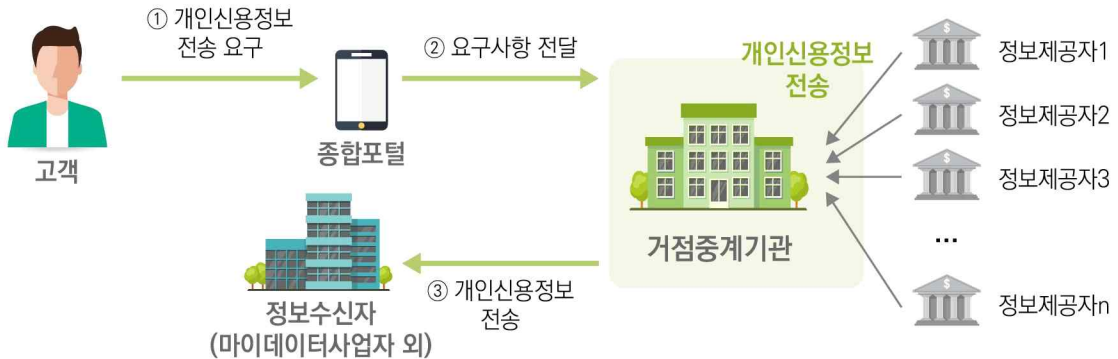 ① 개인신용정보
전송 요구
② 요구사항 전달
개인신용정보
전송
정보제공자1
정보제공자2
정보제공자3
...
정보제공자n
고객
종합포털
거점중계기관
③ 개인신용정보
전송
정보수신자
(마이데이터사업자 외)